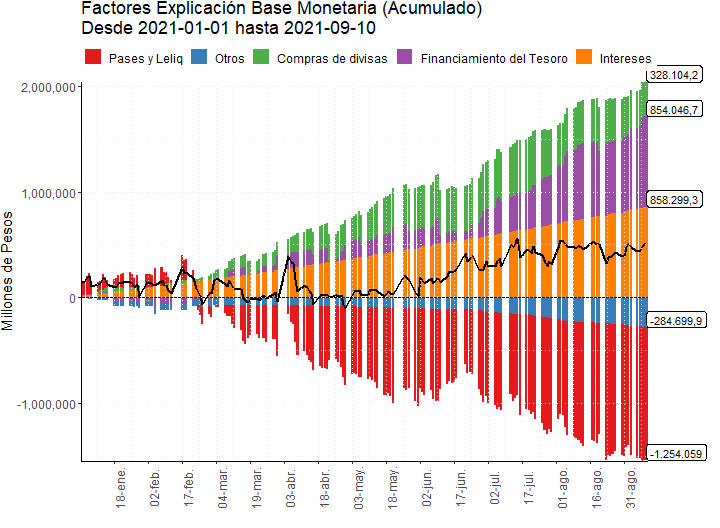 Factores Explicación Base Monetaria (Acumulado)
Desde 2021-01-01 hasta 2021-09-10
Pases y Leliq Otros Compras de divisas Financiamiento del Tesoro Intereses
Millones de Pesos
2,000,000
1,000,000
0
-1,000,000
328.104,2
854.046,7
858.299,3
-284.699,9
-1.254.059
18-ene.
02-feb.
17-feb.
04-mar.
19-mar.
03-abr.
18-abr.
03-may.
18-may.
02-jun.
17-jun.
02-jul.
17-jul.
01-ago.
16-ago.
31-ago.